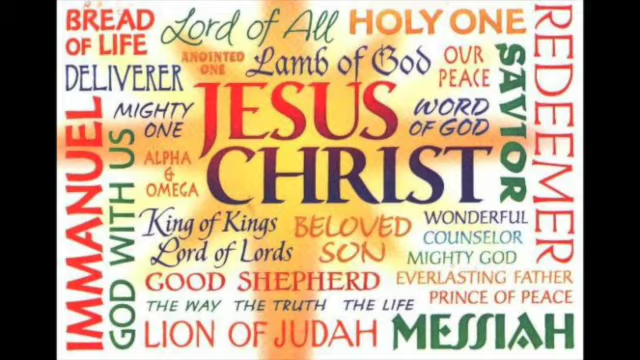 BREAD
OF LIFE
Lord of All
HOLY ONE
REDEEMER
ANOINTED
ONE
Lamb of God
OUR
PEACE
SAVIOR
DELIVERER
JESUS
CHRIST
MIGHTY
ONE
WORD
OF GOD
IMMANUEL
GOD WITH US
ALPHA
&
OMEGA
King of Kings
Lord of Lords
BELOVED
SON
WONDERFUL
COUNSELOR
MIGHTY GOD
EVERLASTING FATHER
PRINCE OF PEACE
GOOD SHEPHERD
THE WAY THE TRUTH THE LIFE
LION OF JUDAH
MESSIAH